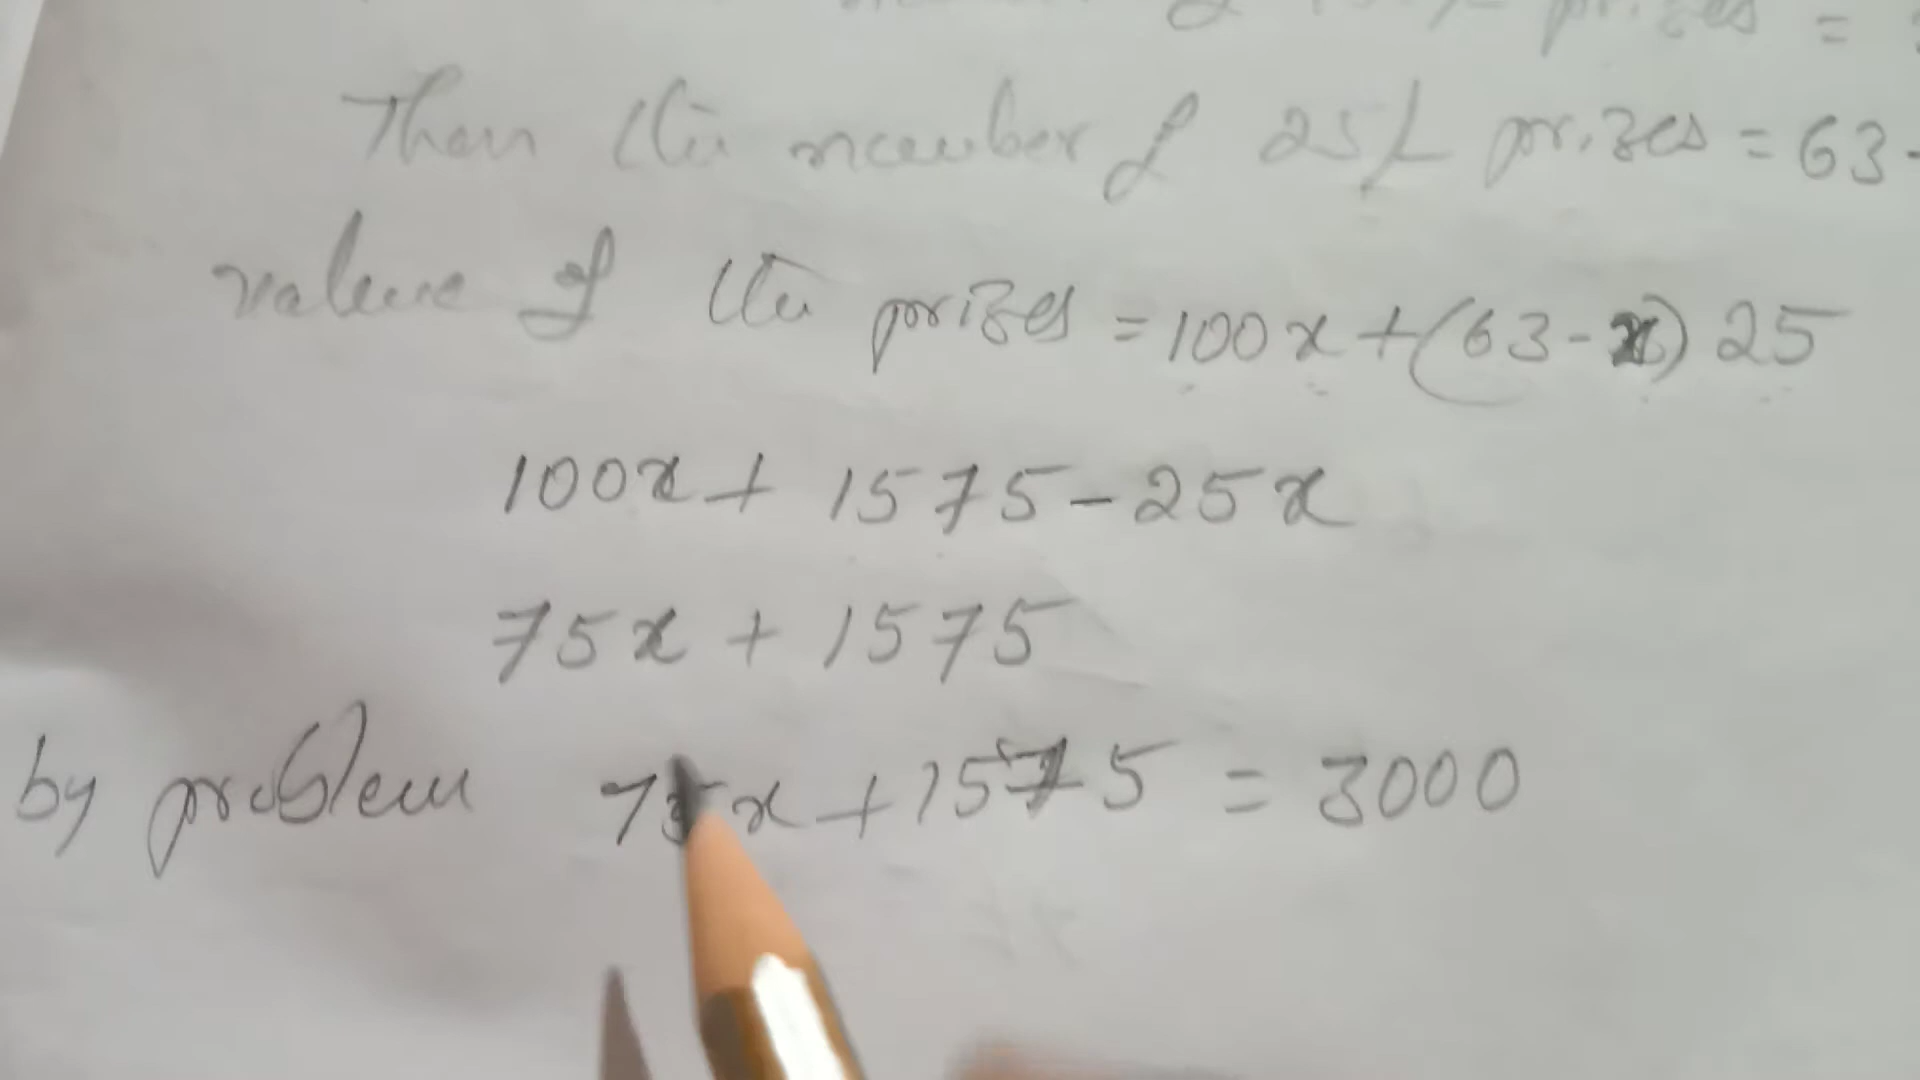 prizes =
Then the number of 25/- prizes = 63-
value of the prizes = 100x + (63-x) 25
100x + 1575 - 25x
75x + 1575
by problem 75x + 1575 = 3000